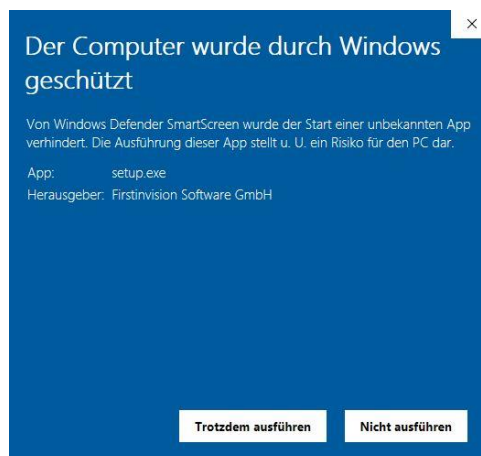 Der Computer wurde durch Windows
geschützt
Von Windows Defender SmartScreen wurde der Start einer unbekannten App
verhindert. Die Ausführung dieser App stellt u. U. ein Risiko für den PC dar.
App: setup.exe
Herausgeber: Firstinvision Software GmbH
Trotzdem ausführen Nicht ausführen